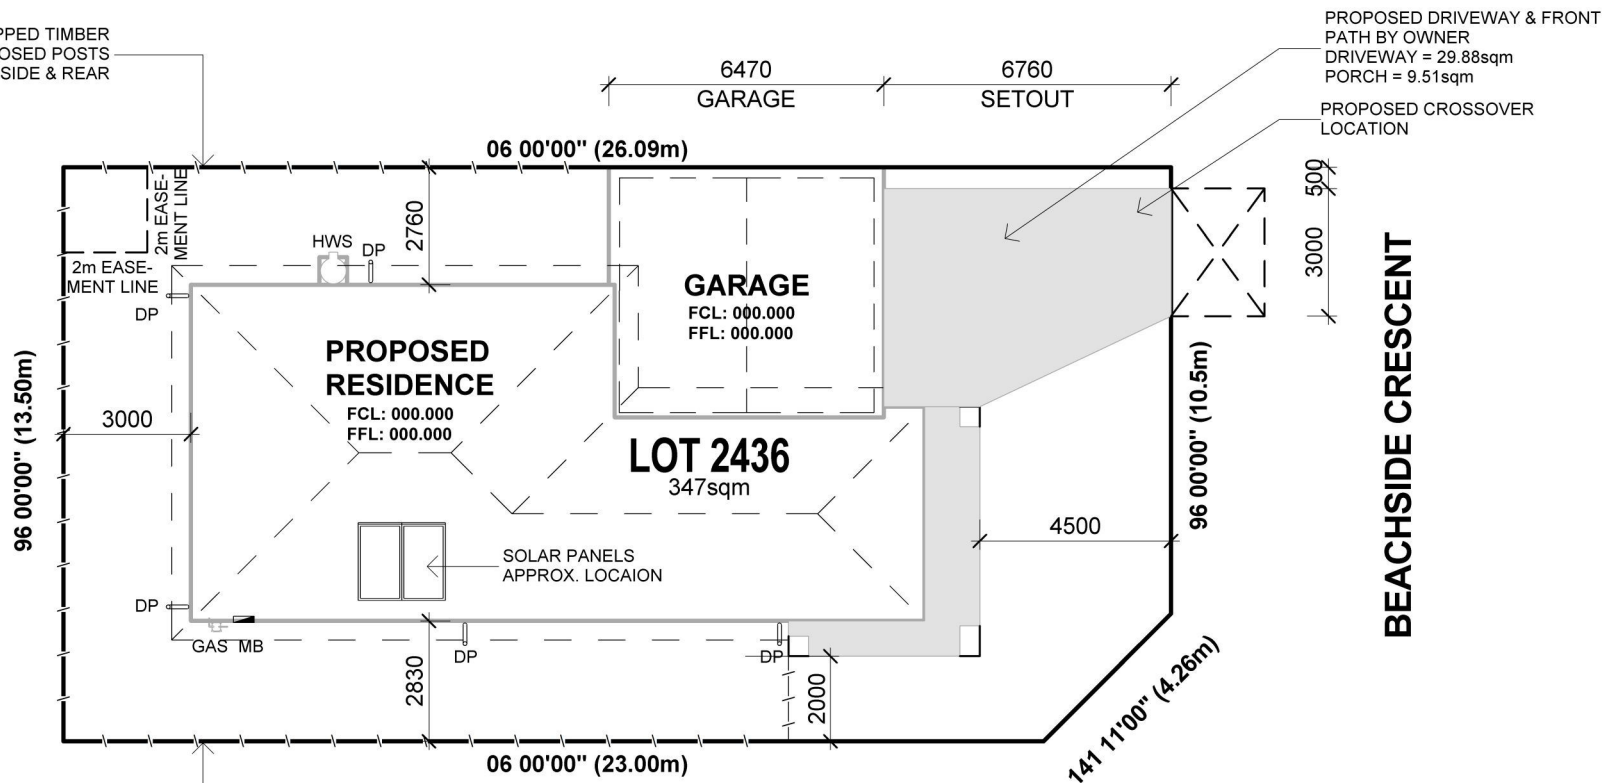 PPED TIMBER
OSED POSTS
SIDE & REAR
6470
GARAGE
6760
SETOUT
PROPOSED DRIVEWAY & FRONT
PATH BY OWNER
DRIVEWAY = 29.88sqm
PORCH = 9.51sqm
PROPOSED CROSSOVER
LOCATION
06 00'00" (26.09m)
2m EASE-
MENT LINE
2m EASE-
MENT LINE
HWS
DP
2760
DP
500
3000
GARAGE
FCL: 000.000
FFL: 000.000
PROPOSED
RESIDENCE
FCL: 000.000
FFL: 000.000
96 00'00" (13.50m)
3000
LOT 2436
347sqm
96 00'00" (10.5m)
BEACHSIDE CRESCENT
4500
SOLAR PANELS
APPROX. LOCAION
DP
GAS MB
DP
DP
2830
2000
141 11'00" (4.26m)
06 00'00" (23.00m)